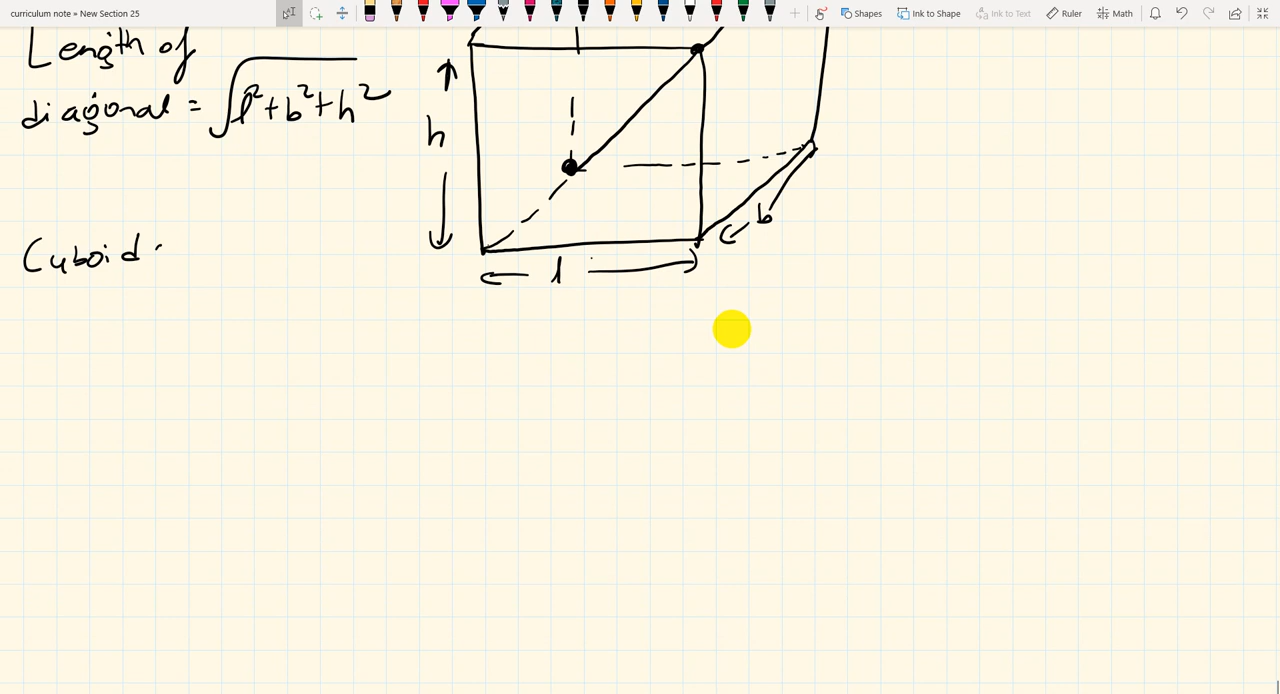 curriculum note » New Section 25
Shapes
Ink to Shape
Ink to Text
Ruler
Math
Length of
diagonal = √l²+b²+h²
h
b
l
Cuboid